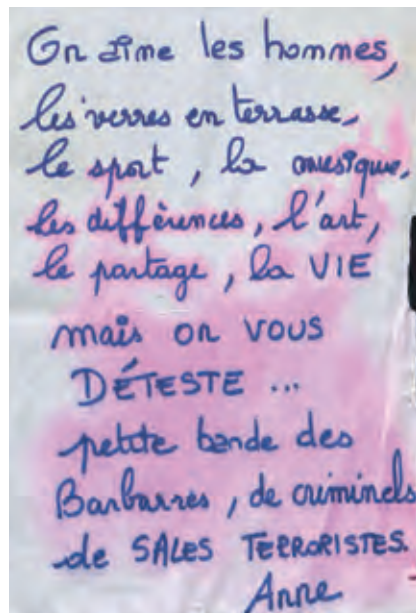 On aime les hommes,
les verres en terrasse,
le sport, la musique,
les différences, l'art,
le partage, la VIE
mais on vous
DÉTESTE ...
petite bande des
Barbarres, de criminels
de SALES TERRORISTES.
Anne